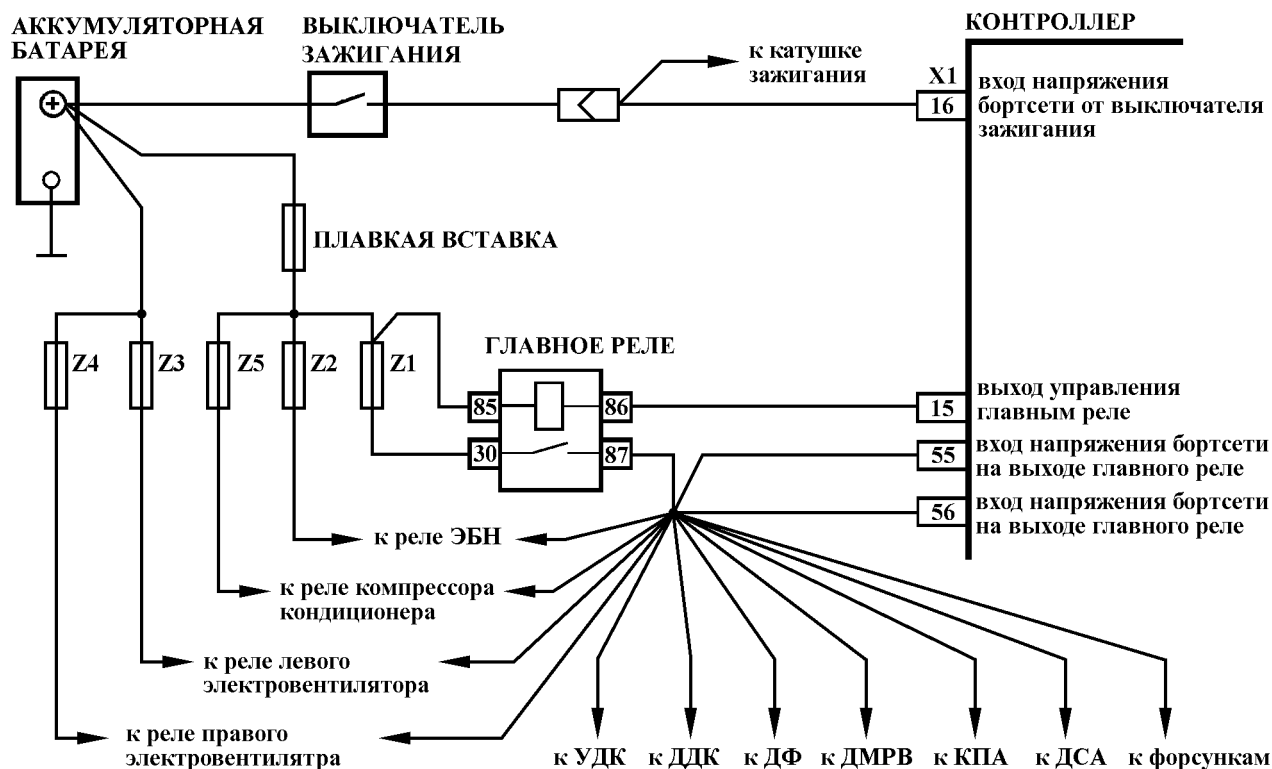 АККУМУЛЯТОРНАЯ
БАТАРЕЯ
ВЫКЛЮЧАТЕЛЬ
ЗАЖИГАНИЯ
КОНТРОЛЛЕР
к катушке
зажигания
X1
16
вход напряжения
бортсети от выключателя
зажигания
ПЛАВКАЯ ВСТАВКА
Z4
Z3
Z5
Z2
Z1
ГЛАВНОЕ РЕЛЕ
85
86
30
87
15
выход управления
главным реле
55
вход напряжения бортсети
на выходе главного реле
56
вход напряжения бортсети
на выходе главного реле
к реле ЭБН
к реле компрессора
кондиционера
к реле левого
электровентилятора
к реле правого
электровентилятра
к УДК
к ДДК
к ДФ
к ДМРВ
к КПА
к ДСА
к форсункам